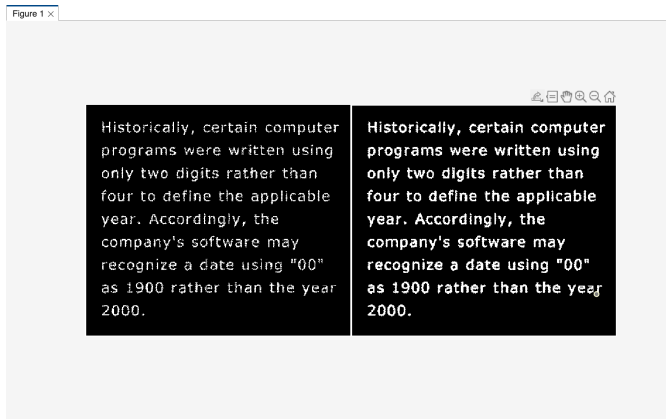 Figure 1 ×
Historically, certain computer
programs were written using
only two digits rather than
four to define the applicable
year. Accordingly, the
company's software may
recognize a date using "00"
as 1900 rather than the year
2000.
Historically, certain computer
programs were written using
only two digits rather than
four to define the applicable
year. Accordingly, the
company's software may
recognize a date using "00"
as 1900 rather than the year
2000.